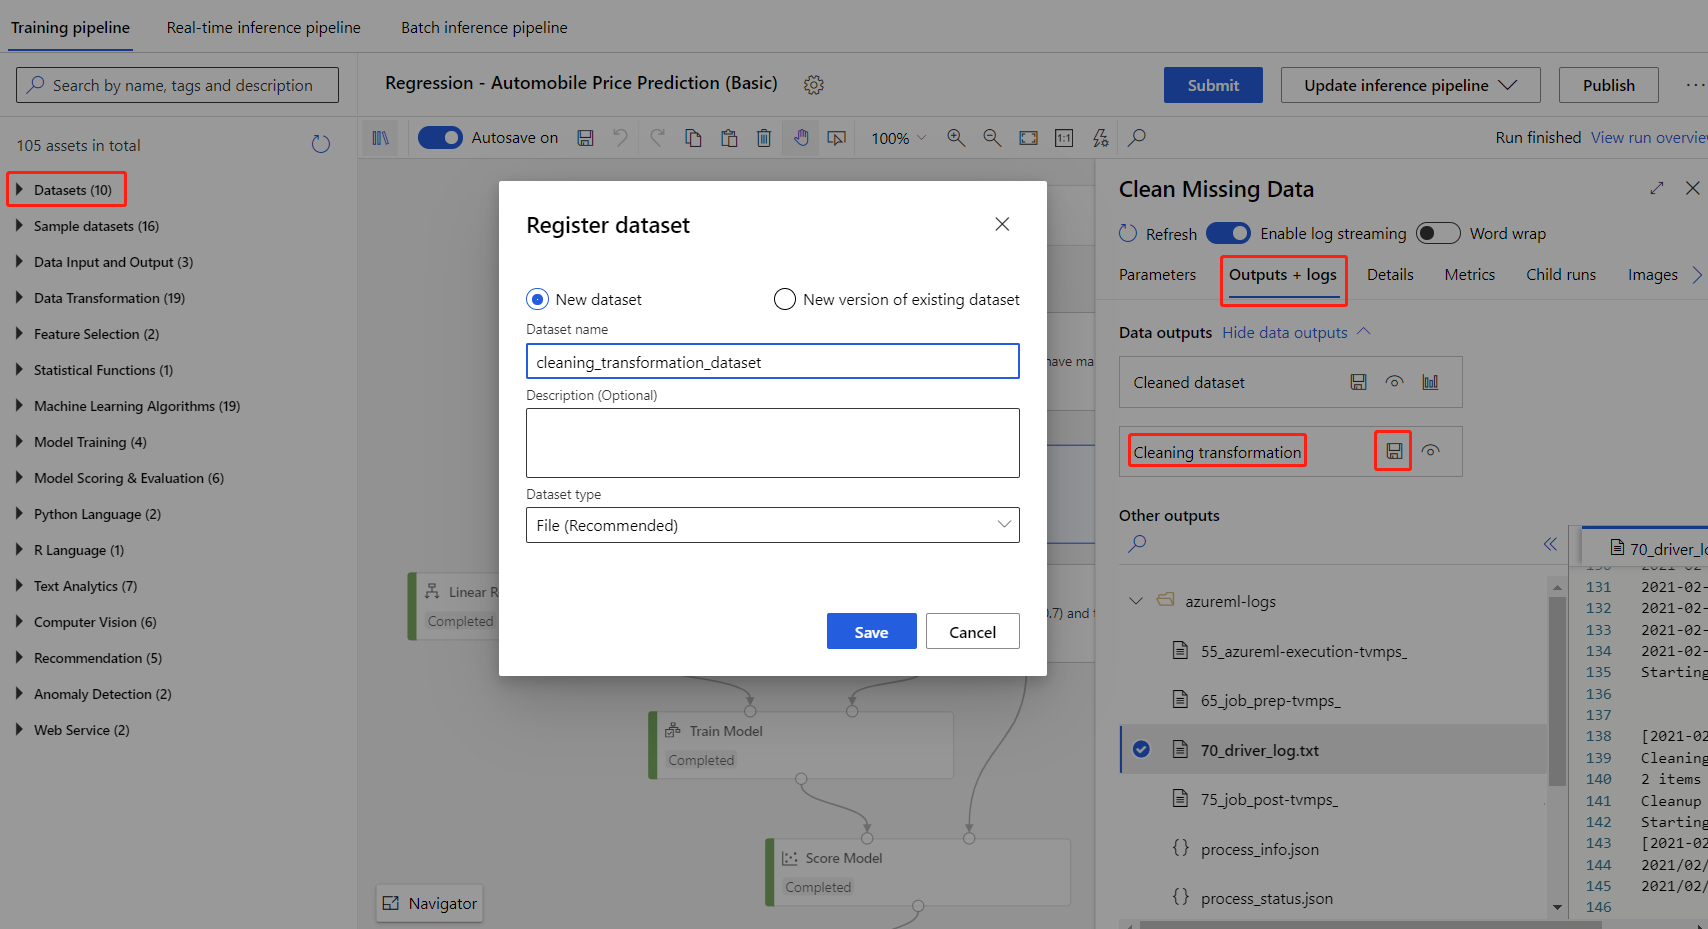 Training pipeline
Real-time inference pipeline
Batch inference pipeline
Search by name, tags and description
Regression - Automobile Price Prediction (Basic)
Submit
Update inference pipeline
Publish
105 assets in total
Autosave on
100%
1:1
Run finished
View run overvie
Datasets (10)
Sample datasets (16)
Data Input and Output (3)
Data Transformation (19)
Feature Selection (2)
Statistical Functions (1)
Machine Learning Algorithms (19)
Model Training (4)
Model Scoring & Evaluation (6)
Python Language (2)
R Language (1)
Text Analytics (7)
Computer Vision (6)
Recommendation (5)
Anomaly Detection (2)
Web Service (2)
Register dataset
New dataset
New version of existing dataset
Dataset name
cleaning_transformation_dataset
Description (Optional)
Dataset type
File (Recommended)
Save
Cancel
Linear R
Completed
Train Model
Completed
Score Model
Completed
Navigator
Clean Missing Data
Refresh
Enable log streaming
Word wrap
Parameters
Outputs + logs
Details
Metrics
Child runs
Images
Data outputs
Hide data outputs
Cleaned dataset
Cleaning transformation
Other outputs
azureml-logs
55_azureml-execution-tvmps_
65_job_prep-tvmps_
70_driver_log.txt
75_job_post-tvmps_
process_info.json
process_status.json
70_driver_lo
131 2021-02-
132 2021-02-
133 2021-02-
134 2021-02-
135 Starting
136
137
138 [2021-02
139 Cleaning
140 2 items
141 Cleanup
142 Starting
143 [2021-02
144 2021/02/
145 2021/02/
146